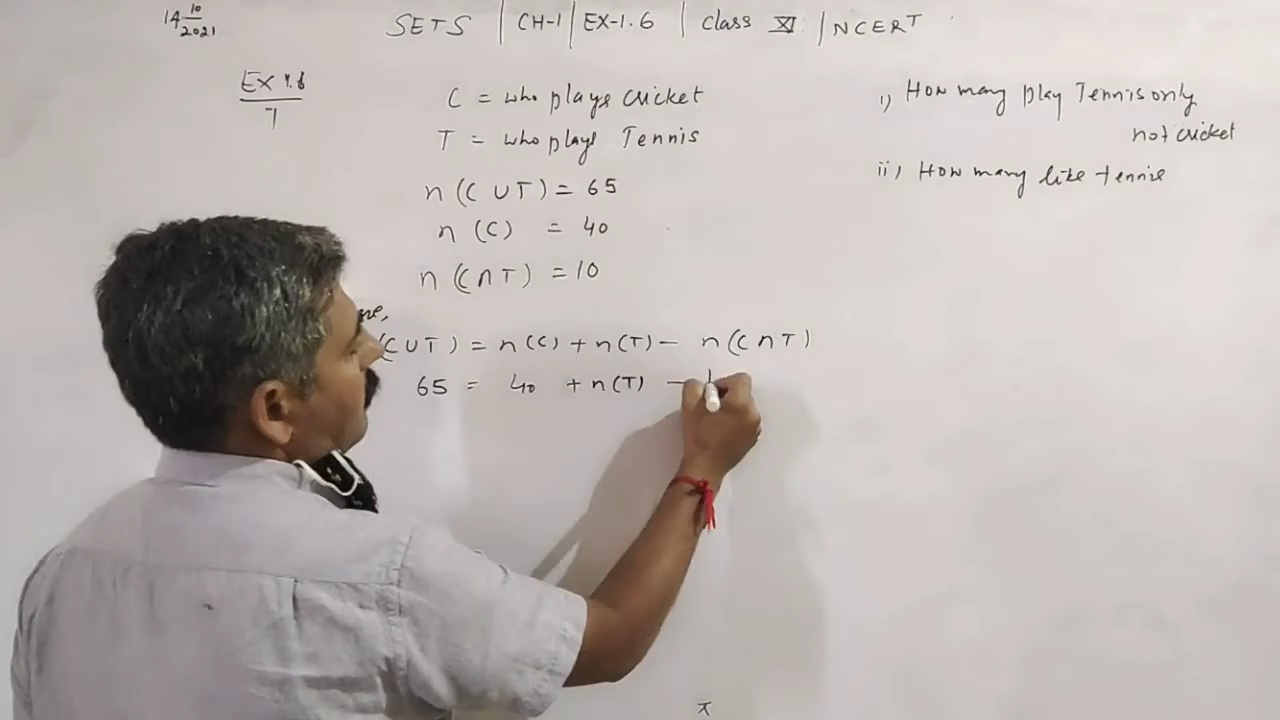 14 10/2021
SETS | CH-1 | EX-1.6 | Class XI | NCERT
Ex 1.6
7
C = who plays cricket
T = who plays Tennis
n (C ∪ T) = 65
n (C) = 40
n (C ∩ T) = 10
(C ∪ T) = n(C) + n(T) - n(C ∩ T)
65 = 40 + n(T) -
i) How many play Tennis only
not cricket
ii) How many like tennis